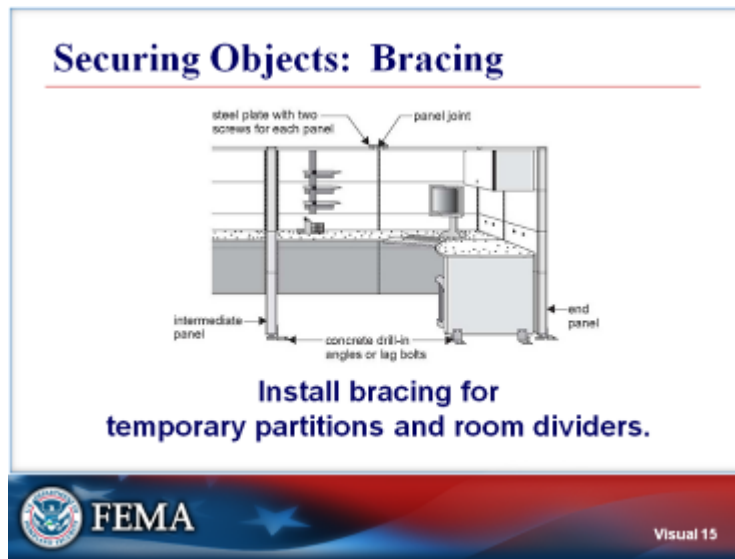 Securing Objects: Bracing
steel plate with two
screws for each panel
panel joint
intermediate
panel
concrete drill-in
angles or lag bolts
end
panel
Install bracing for
temporary partitions and room dividers.
FEMA
Visual 15